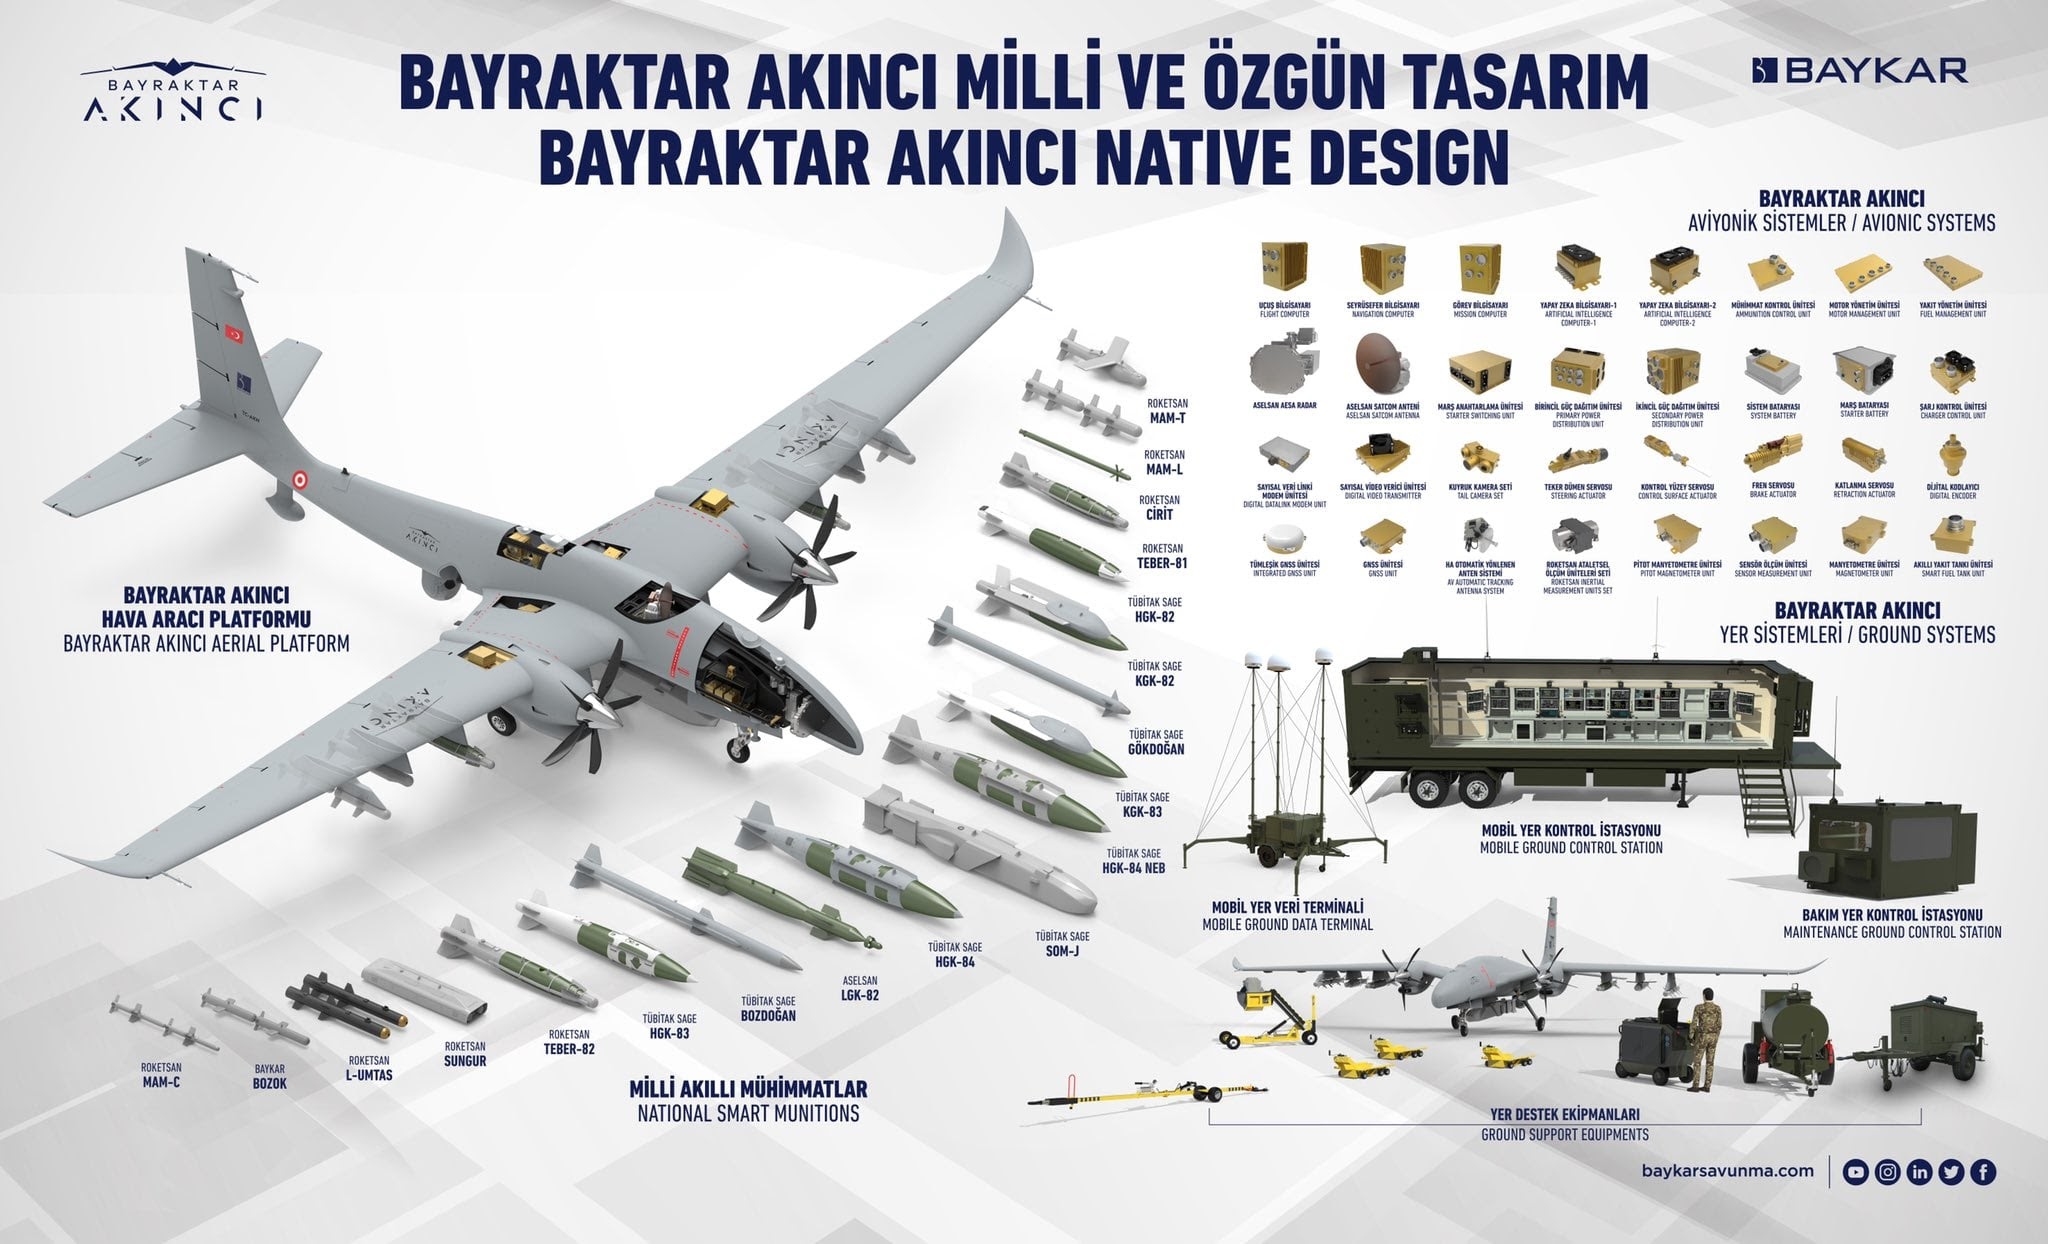 BAYRAKTAR
AKINCI
BAYRAKTAR AKINCI MİLLİ VE ÖZGÜN TASARIM
BAYRAKTAR AKINCI NATIVE DESIGN
BAYKAR
BAYRAKTAR AKINCI
AVİYONİK SİSTEMLER / AVIONIC SYSTEMS
UÇUŞ BİLGİSAYARI
FLIGHT COMPUTER
SEYRÜSEFER BİLGİSAYARI
NAVIGATION COMPUTER
GÖREV BİLGİSAYARI
MISSION COMPUTER
YAPAY ZEKA BİLGİSAYARI-1
ARTIFICIAL INTELLIGENCE
COMPUTER-1
YAPAY ZEKA BİLGİSAYARI-2
ARTIFICIAL INTELLIGENCE
COMPUTER-2
MÜHİMMAT KONTROL ÜNİTESİ
AMMUNITION CONTROL UNIT
MOTOR YÖNETİM ÜNİTESİ
MOTOR MANAGEMENT UNIT
YAKIT YÖNETİM ÜNİTESİ
FUEL MANAGEMENT UNIT
ASELSAN AESA RADAR
ASELSAN SATCOM ANTENİ
ASELSAN SATCOM ANTENNA
MARŞ ANAHTARLAMA ÜNİTESİ
STARTER SWITCHING UNIT
BİRİNCİL GÜÇ DAĞITIM ÜNİTESİ
PRIMARY POWER
DISTRIBUTION UNIT
İKİNCİL GÜÇ DAĞITIM ÜNİTESİ
SECONDARY POWER
DISTRIBUTION UNIT
SİSTEM BATARYASI
SYSTEM BATTERY
MARŞ BATARYASI
STARTER BATTERY
ŞARJ KONTROL ÜNİTESİ
CHARGER CONTROL UNIT
SAYISAL VERİ LİNKİ
MODEM ÜNİTESİ
DIGITAL DATALINK MODEM UNIT
SAYISAL VİDEO VERİCİ ÜNİTESİ
DIGITAL VIDEO TRANSMITTER
KUYRUK KAMERA SETİ
TAIL CAMERA SET
TEKER DÜMEN SERVOSU
STEERING ACTUATOR
KONTROL YÜZEY SERVOSU
CONTROL SURFACE ACTUATOR
FREN SERVOSU
BRAKE ACTUATOR
KATLANMA SERVOSU
RETRACTION ACTUATOR
DİJİTAL KODLAYICI
DIGITAL ENCODER
TÜMLEŞİK GNSS ÜNİTESİ
INTEGRATED GNSS UNIT
GNSS ÜNİTESİ
GNSS UNIT
HA OTOMATİK YÖNLENEN
ANTEN SİSTEMİ
AV AUTOMATIC TRACKING
ANTENNA SYSTEM
ROKETSAN ATALETSEL
ÖLÇÜM ÜNİTELERİ SETİ
ROKETSAN INERTIAL
MEASUREMENT UNITS SET
PİTOT MANYETOMETRE ÜNİTESİ
PITOT MAGNETOMETER UNIT
SENSÖR ÖLÇÜM ÜNİTESİ
SENSOR MEASUREMENT UNIT
MANYETOMETRE ÜNİTESİ
MAGNETOMETER UNIT
AKILLI YAKIT TANKI ÜNİTESİ
SMART FUEL TANK UNIT
BAYRAKTAR
AKINCI
BAYRAKTAR
AKINCI
BAYRAKTAR
AKINCI
BAYRAKTAR AKINCI
HAVA ARACI PLATFORMU
BAYRAKTAR AKINCI AERIAL PLATFORM
ROKETSAN
MAM-T
ROKETSAN
MAM-L
ROKETSAN
CİRİT
ROKETSAN
TEBER-81
TÜBİTAK SAGE
HGK-82
TÜBİTAK SAGE
KGK-82
TÜBİTAK SAGE
GÖKDOĞAN
TÜBİTAK SAGE
KGK-83
TÜBİTAK SAGE
HGK-84 NEB
TÜBİTAK SAGE
SOM-J
TÜBİTAK SAGE
HGK-84
ASELSAN
LGK-82
TÜBİTAK SAGE
BOZDOĞAN
TÜBİTAK SAGE
HGK-83
ROKETSAN
TEBER-82
ROKETSAN
SUNGUR
ROKETSAN
L-UMTAS
BAYKAR
BOZOK
ROKETSAN
MAM-C
MİLLİ AKILLI MÜHİMMATLAR
NATIONAL SMART MUNITIONS
BAYRAKTAR AKINCI
YER SİSTEMLERİ / GROUND SYSTEMS
MOBİL YER KONTROL İSTASYONU
MOBILE GROUND CONTROL STATION
MOBİL YER VERİ TERMİNALİ
MOBILE GROUND DATA TERMINAL
BAKIM YER KONTROL İSTASYONU
MAINTENANCE GROUND CONTROL STATION
YER DESTEK EKİPMANLARI
GROUND SUPPORT EQUIPMENTS
baykarsavunma.com